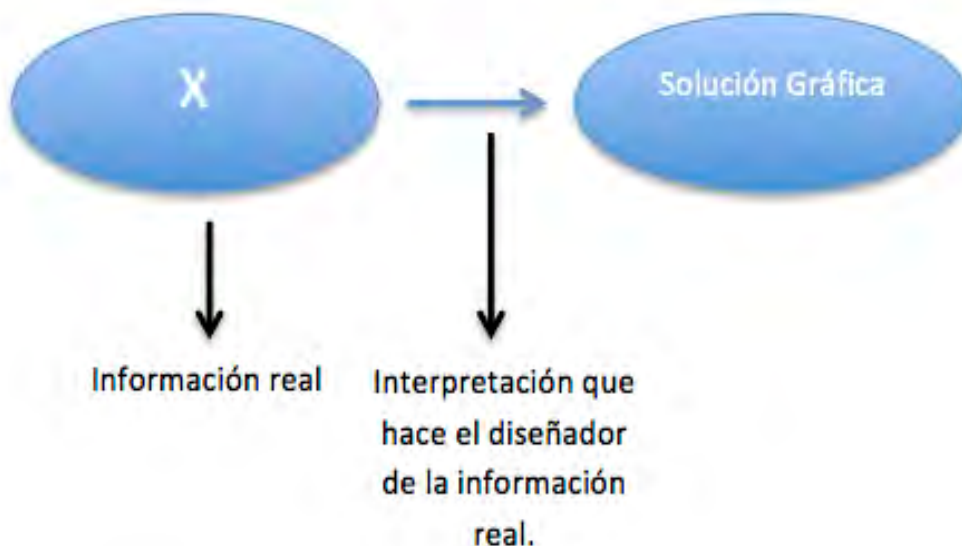 X
Solución Gráfica
Información real
Interpretación que
hace el diseñador
de la información
real.